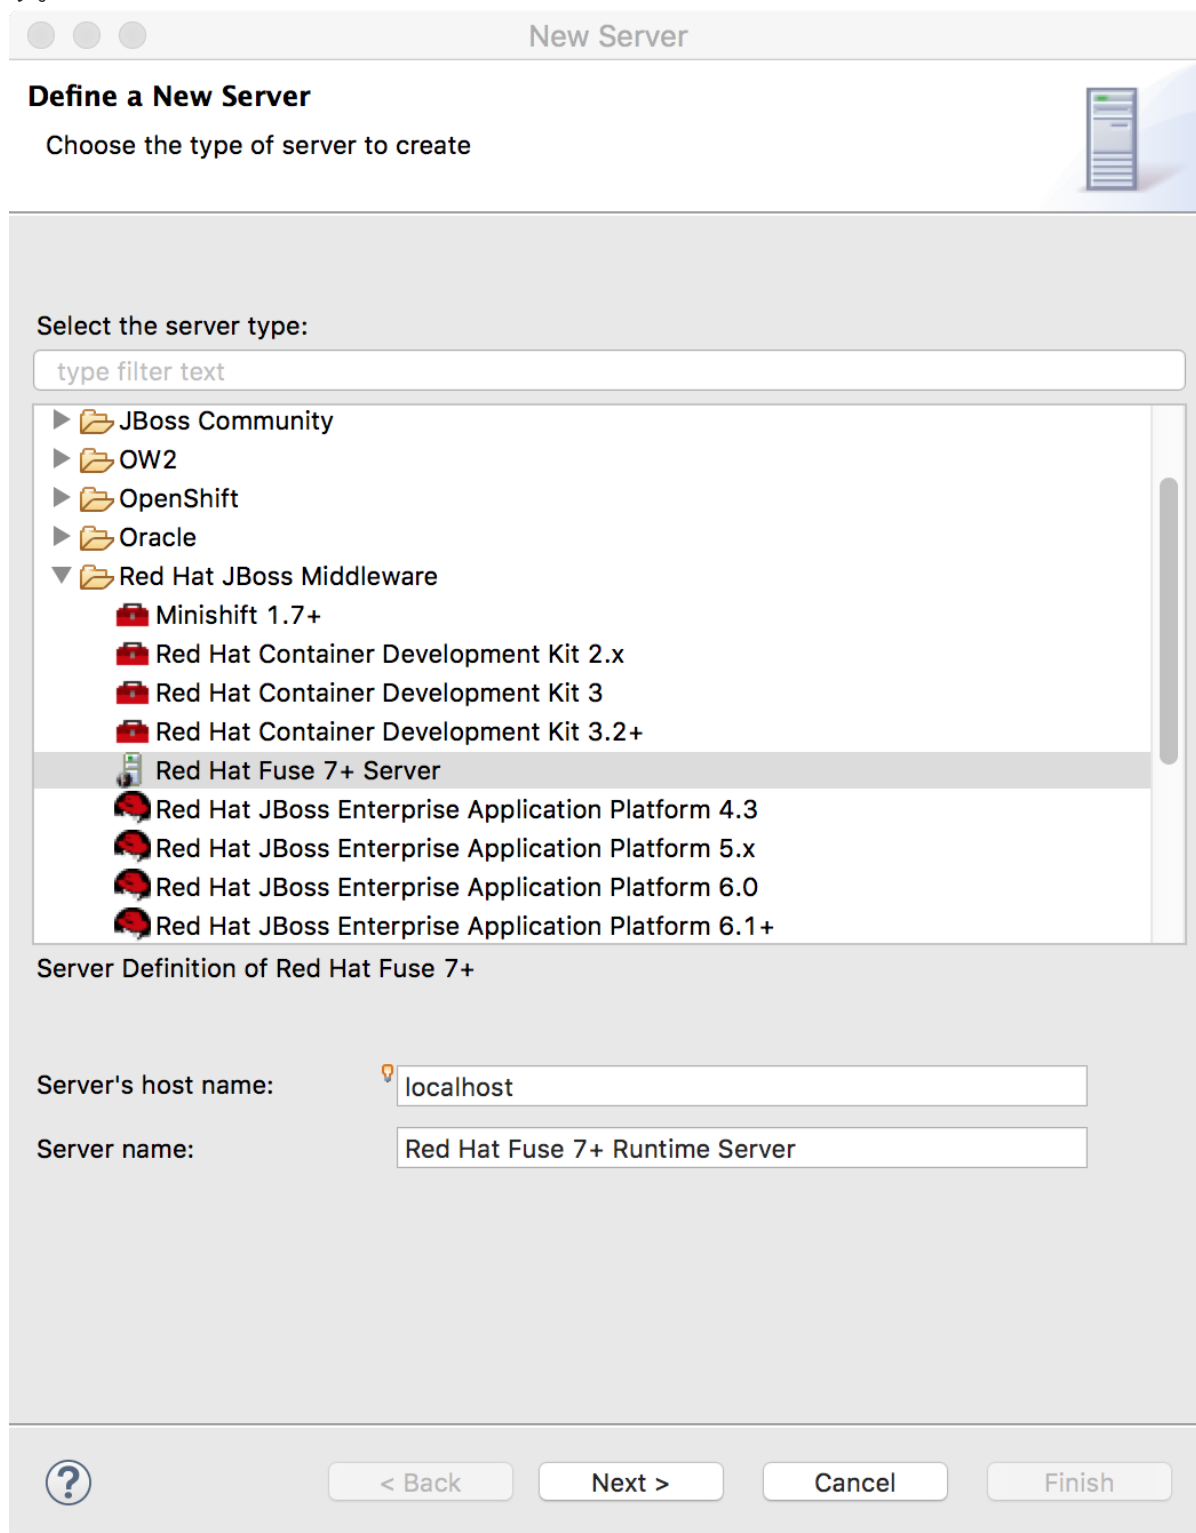 New Server
Define a New Server
Choose the type of server to create
Select the server type:
type filter text
JBoss Community
OW2
OpenShift
Oracle
Red Hat JBoss Middleware
Minishift 1.7+
Red Hat Container Development Kit 2.x
Red Hat Container Development Kit 3
Red Hat Container Development Kit 3.2+
Red Hat Fuse 7+ Server
Red Hat JBoss Enterprise Application Platform 4.3
Red Hat JBoss Enterprise Application Platform 5.x
Red Hat JBoss Enterprise Application Platform 6.0
Red Hat JBoss Enterprise Application Platform 6.1+
Server Definition of Red Hat Fuse 7+
Server's host name: localhost
Server name: Red Hat Fuse 7+ Runtime Server
? < Back Next > Cancel Finish